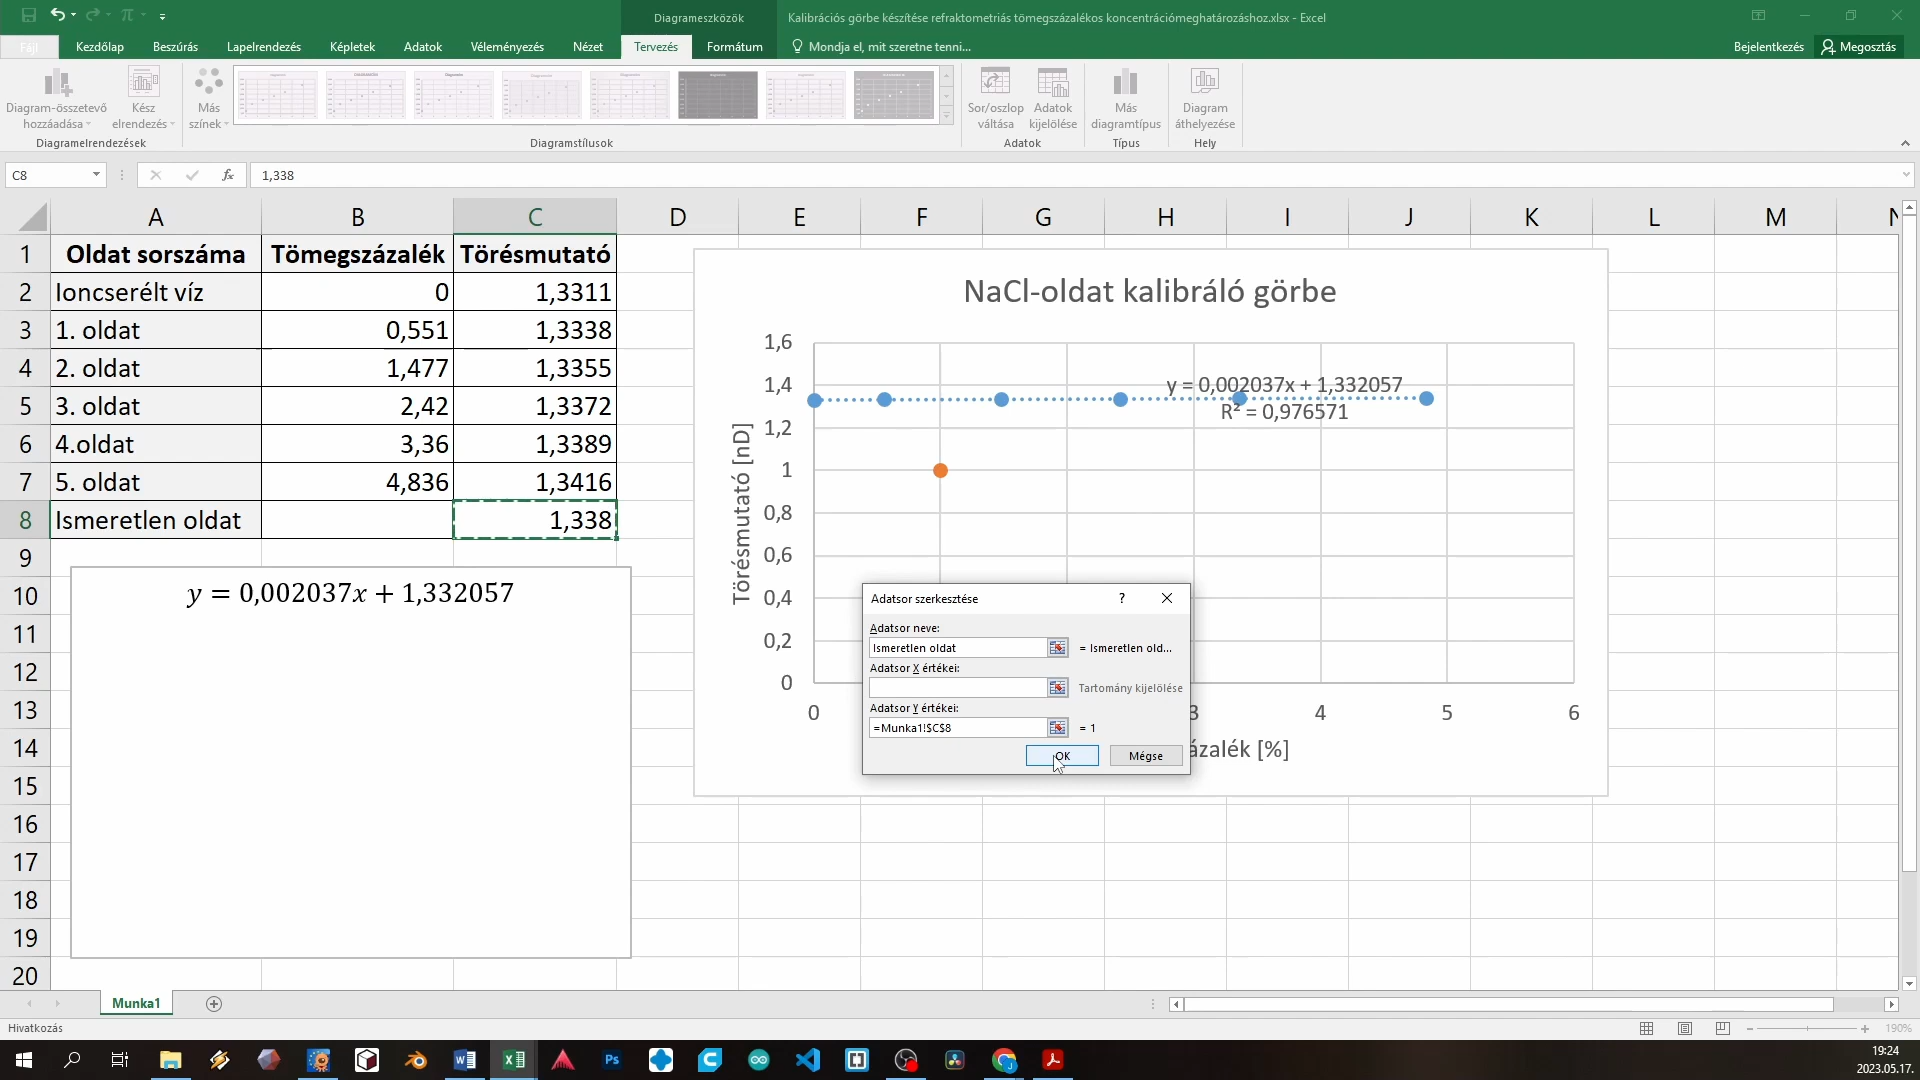 Diagrameszközök
Kalibrációs görbe készítése refraktometriás tömegszázalékos koncentrációmeghatározáshoz.xlsx - Excel
Fájl
Kezdőlap
Beszúrás
Lapelrendezés
Képletek
Adatok
Véleményezés
Nézet
Tervezés
Formátum
Mondja el, mit szeretne tenni...
Bejelentkezés
Megosztás
Diagram-összetevő
hozzáadása
Kész
elrendezés
Más
színek
Sor/oszlop
váltása
Adatok
kijelölése
Más
diagramtípus
Diagram
áthelyezése
Diagramelrendezések
Diagramstílusok
Adatok
Típus
Hely
C8
fx
1,338
A B C D E F G H I J K L M
1 Oldat sorszáma Tömegszázalék Törésmutató
2 Ioncserélt víz 0 1,3311
3 1. oldat 0,551 1,3338
4 2. oldat 1,477 1,3355
5 3. oldat 2,42 1,3372
6 4.oldat 3,36 1,3389
7 5. oldat 4,836 1,3416
8 Ismeretlen oldat 1,338
9
10
11
12
13
14
15
16
17
18
19
20
y = 0,002037x + 1,332057
NaCl-oldat kalibráló görbe
1,6
1,4
1,2
1
0,8
0,6
0,4
0,2
0
Törésmutató [nD]
y = 0,002037x + 1,332057
R² = 0,976571
0 3 4 5 6
ázalék [%]
Adatsor szerkesztése
?
Adatsor neve:
Ismeretlen oldat
= Ismeretlen old...
Adatsor X értékei:
Tartomány kijelölése
Adatsor Y értékei:
=Munka1!$C$8
= 1
OK
Mégse
Munka1
Hivatkozás
190%
19:24
2023.05.17.